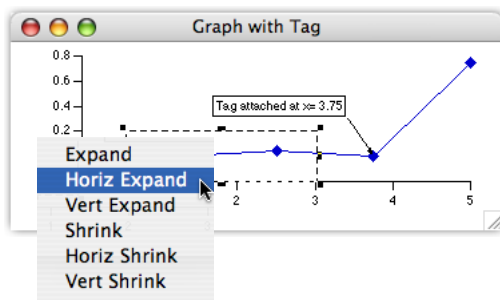 Graph with Tag
0.8
0.6
0.4
Tag attached at x= 3.75
0.2
Expand
Horiz Expand
Vert Expand
Shrink
Horiz Shrink
Vert Shrink
2 3 4 5